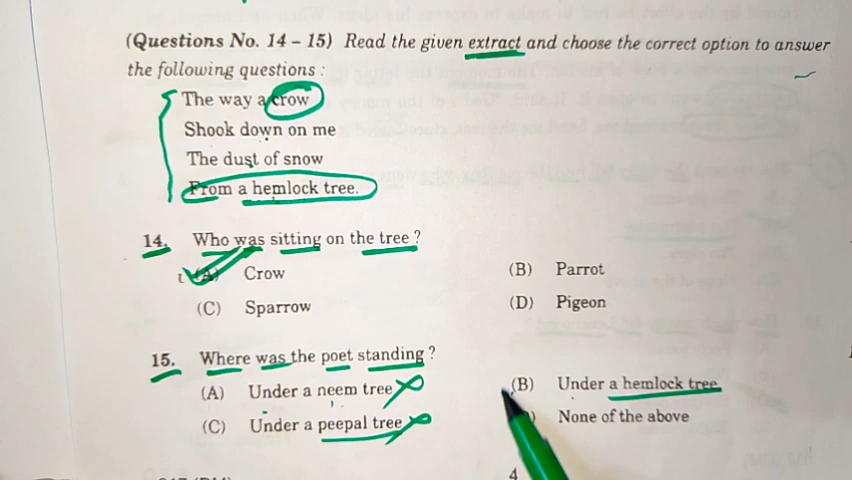 (Questions No. 14 – 15) Read the given extract and choose the correct option to answer
the following questions :
The way a crow
Shook down on me
The dust of snow
From a hemlock tree.
14. Who was sitting on the tree ?
(A) Crow (B) Parrot
(C) Sparrow (D) Pigeon
15. Where was the poet standing ?
(A) Under a neem tree (B) Under a hemlock tree
(C) Under a peepal tree None of the above
4